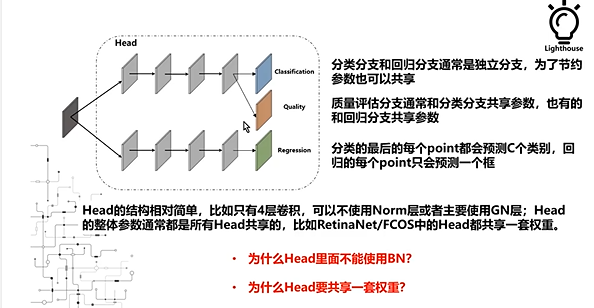 Head
Classification
Quality
Regression
Lighthouse
分类分支和回归分支通常是独立分支，为了节约
参数也可以共享
质量评估分支通常和分类分支共享参数，也有的
和回归分支共享参数
分类的最后的每个point都会预测C个类别，回
归的每个point只会预测一个框
Head的结构相对简单，比如只有4层卷积，可以不使用Norm层或者主要使用GN层；Head
的整体参数通常都是所有Head共享的，比如RetinaNet/FCOS中的Head都共享一套权重。
• 为什么Head里面不能使用BN？
• 为什么Head要共享一套权重？